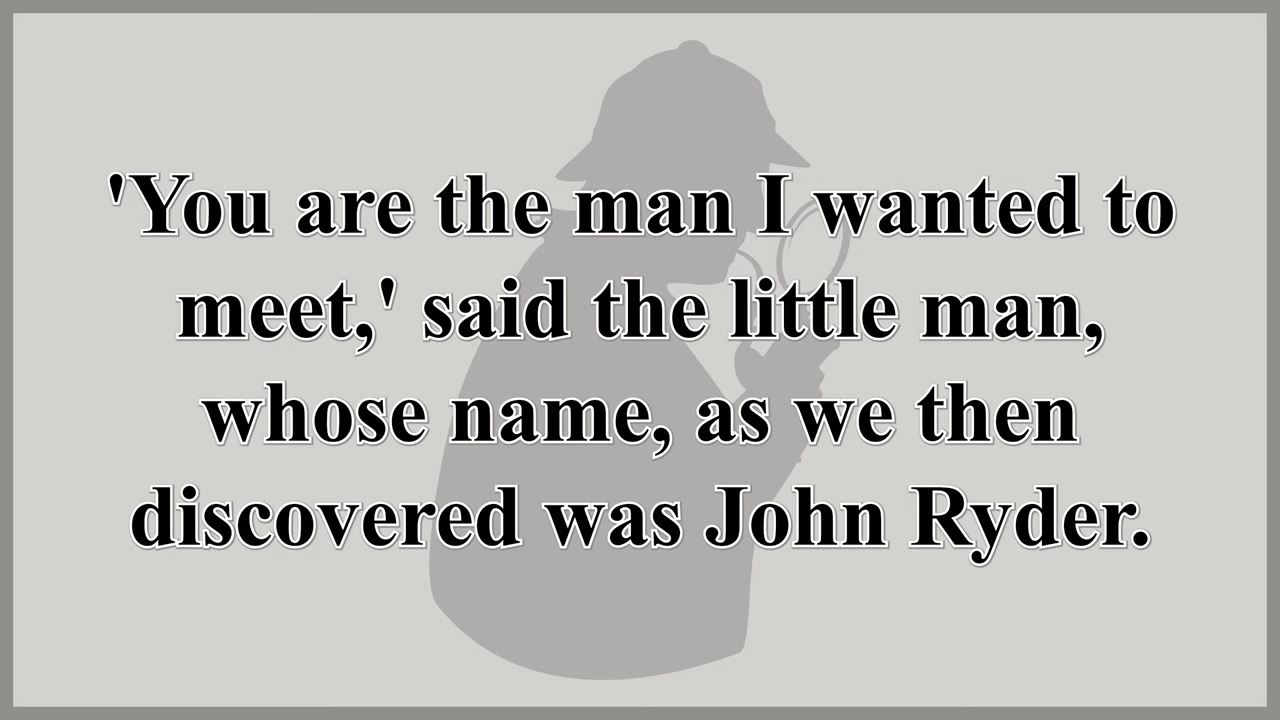 'You are the man I wanted to
meet,' said the little man,
whose name, as we then
discovered was John Ryder.